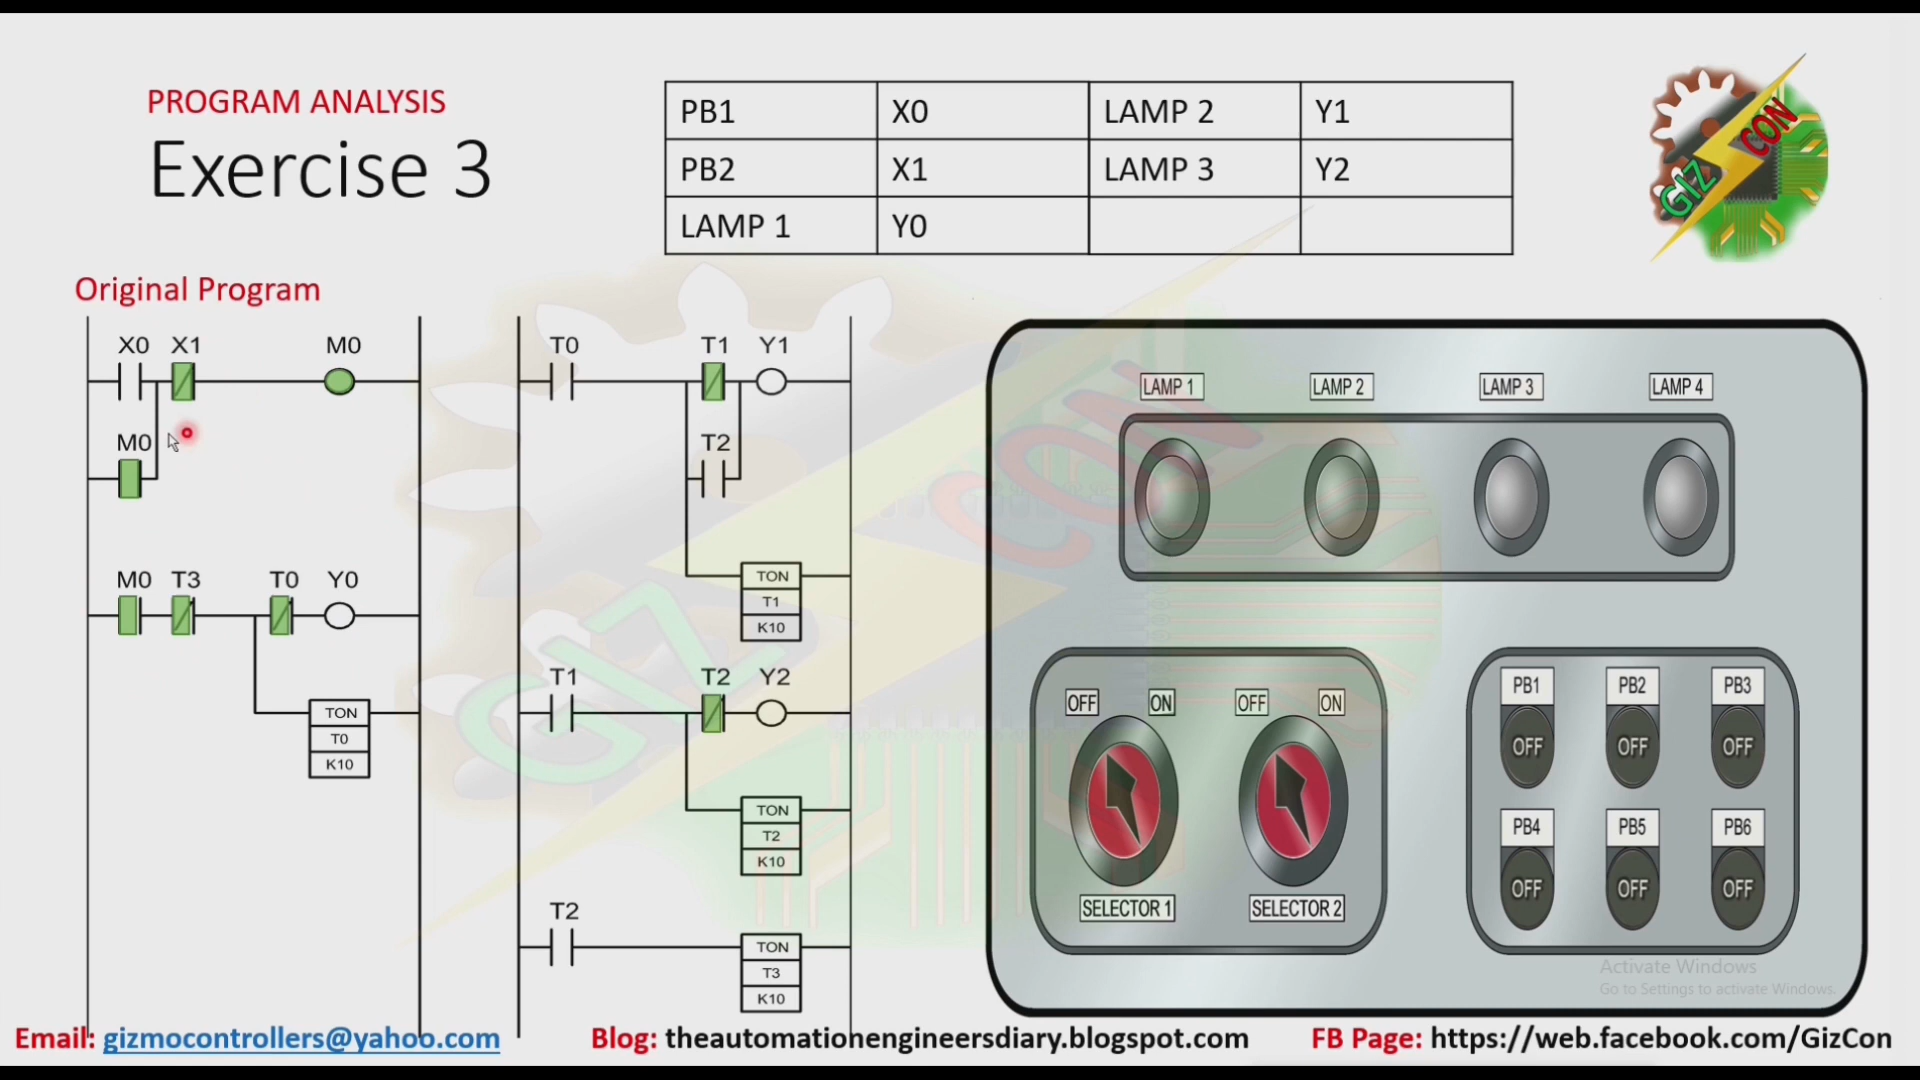 PROGRAM ANALYSIS
Exercise 3
PB1 X0 LAMP 2 Y1
PB2 X1 LAMP 3 Y2
LAMP 1 Y0
GIZ CON
Original Program
X0 X1 M0
M0
M0 T3 T0 Y0
TON
T0
K10
T0 T1 Y1
T2
TON
T1
K10
T1 T2 Y2
TON
T2
K10
T2
TON
T3
K10
GIZ CON
LAMP 1 LAMP 2 LAMP 3 LAMP 4
OFF ON OFF ON
SELECTOR 1 SELECTOR 2
PB1 PB2 PB3
OFF OFF OFF
PB4 PB5 PB6
OFF OFF OFF
Activate Windows
Go to Settings to activate Windows.
Email: gizmocontrollers@yahoo.com Blog: theautomationengineersdiary.blogspot.com FB Page: https://web.facebook.com/GizCon